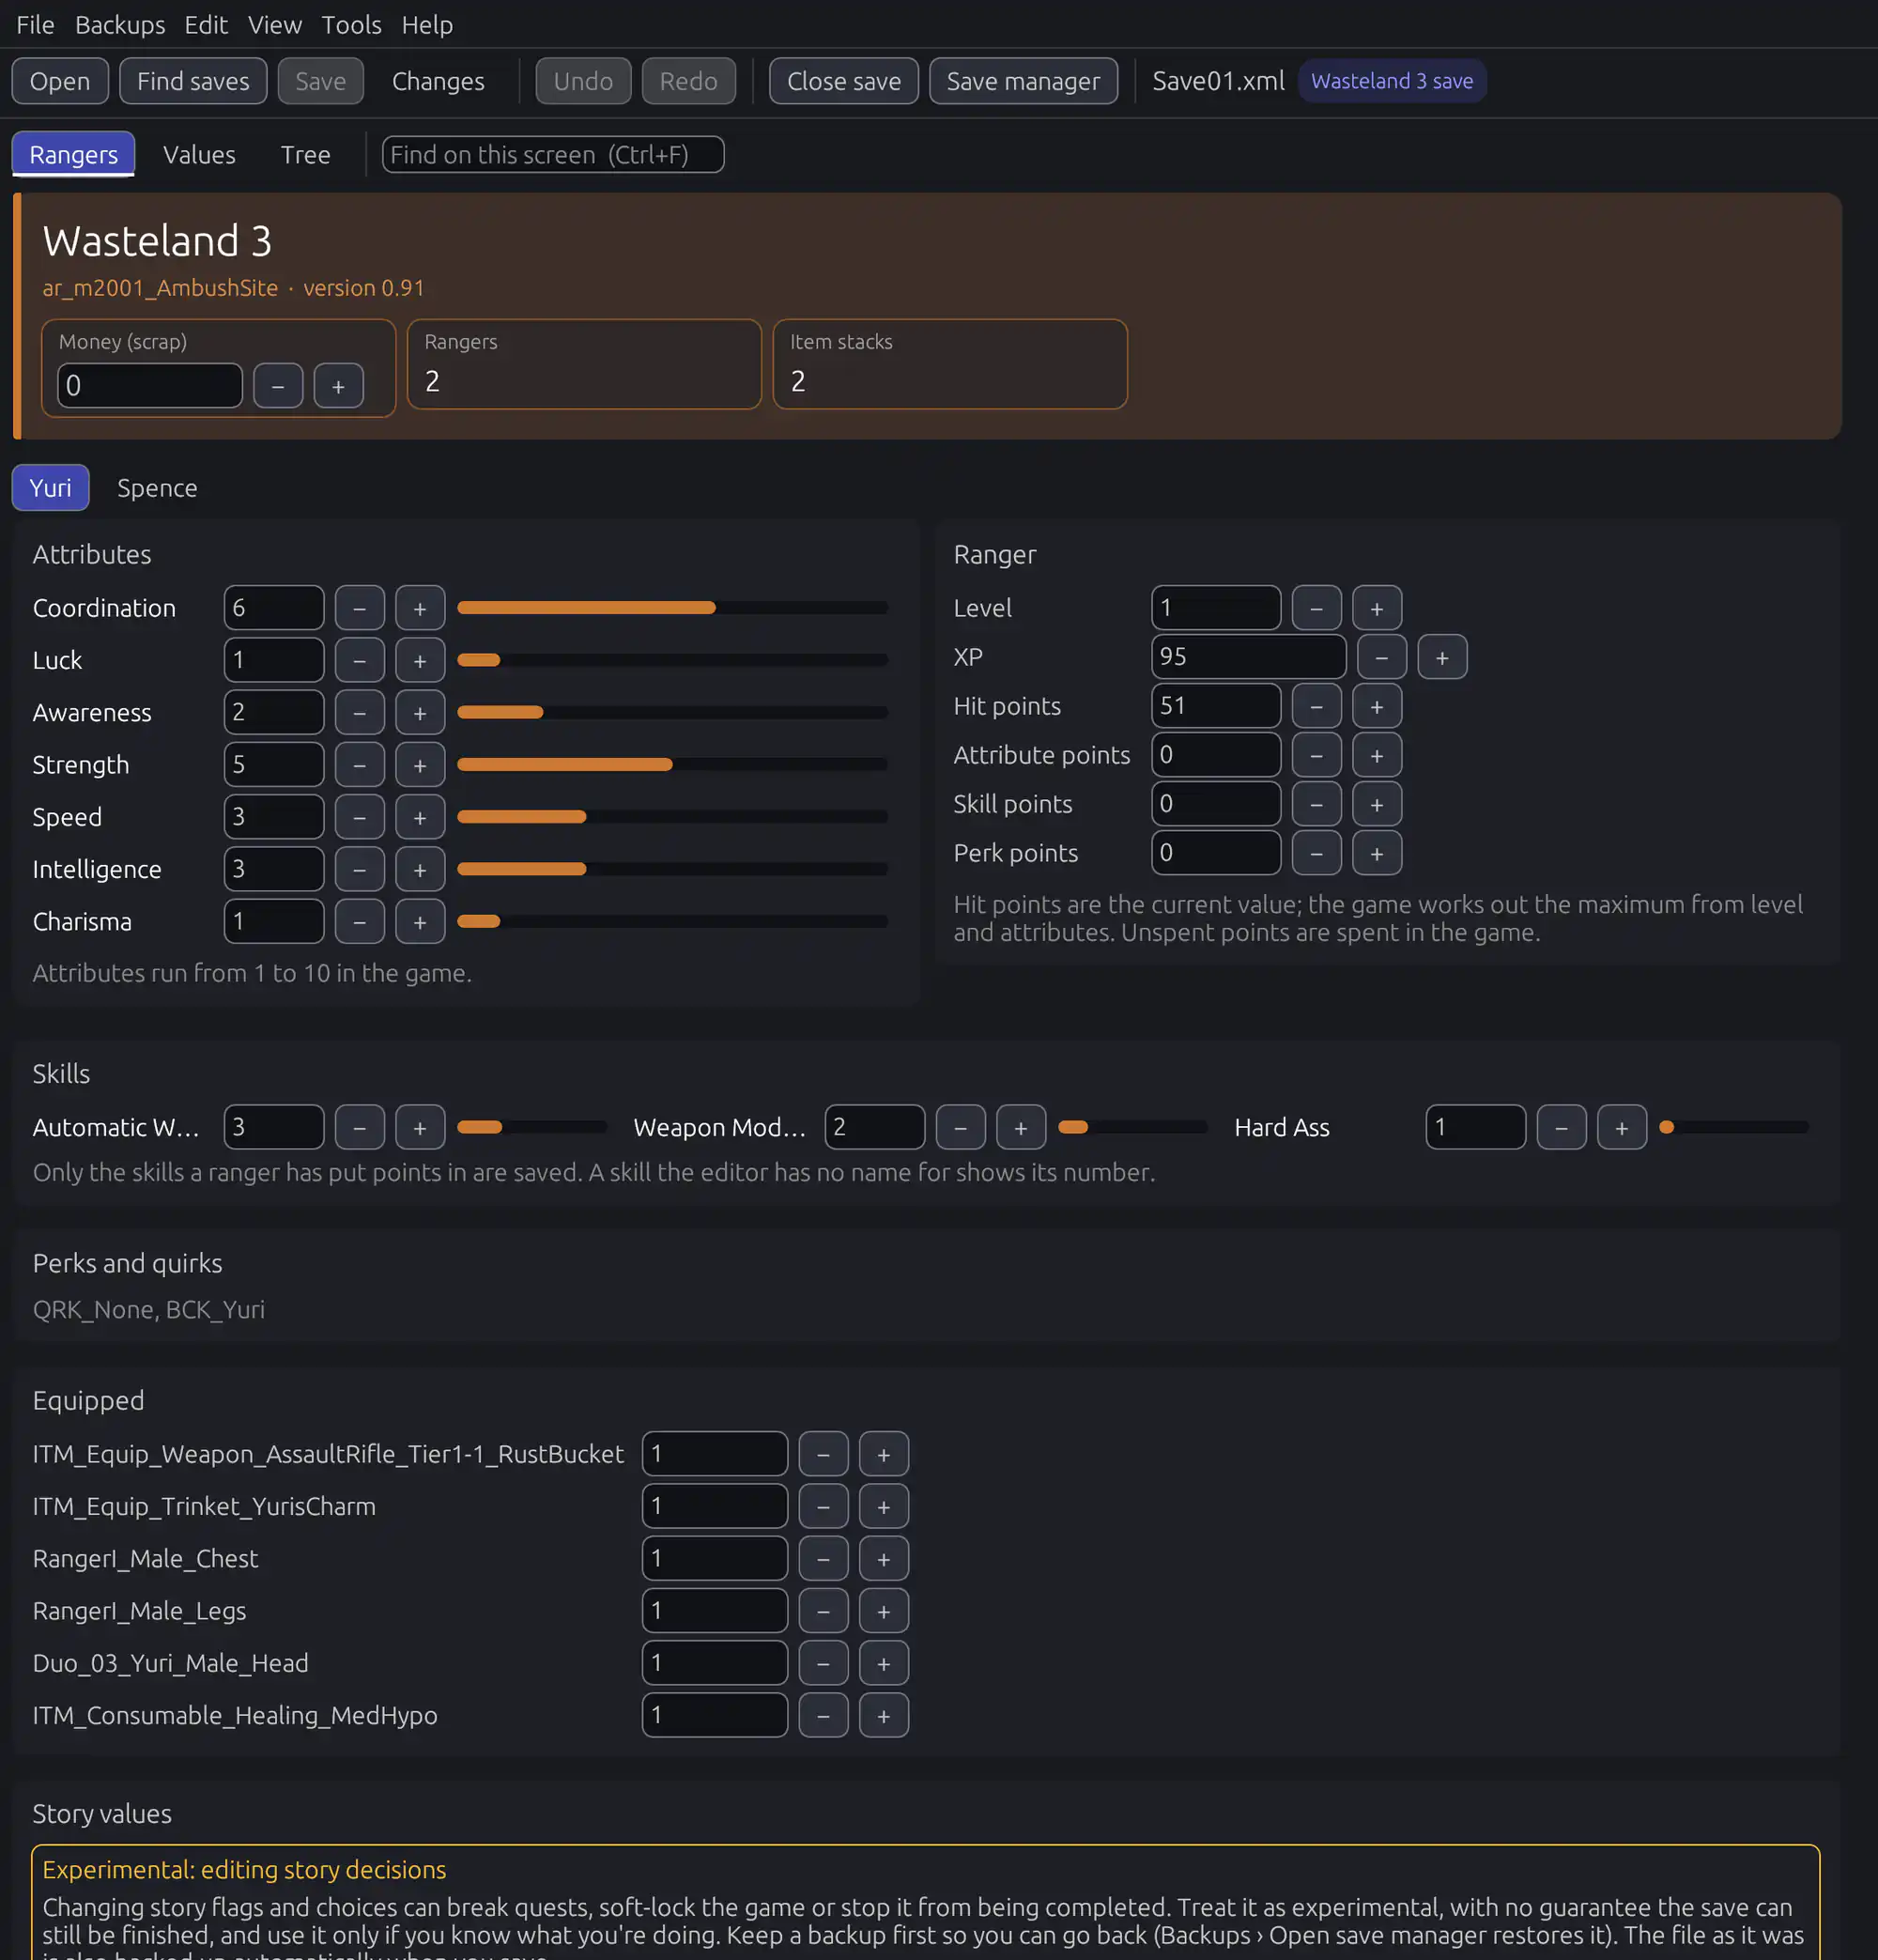 File Backups Edit View Tools Help
Open Find saves Save Changes Undo Redo Close save Save manager Save01.xml Wasteland 3 save
Rangers Values Tree Find on this screen (Ctrl+F)
Wasteland 3
ar_m2001_AmbushSite · version 0.91
Money (scrap) Rangers Item stacks
0 − + 2 2
Yuri Spence
Attributes
Coordination 6 − +
Luck 1 − +
Awareness 2 − +
Strength 5 − +
Speed 3 − +
Intelligence 3 − +
Charisma 1 − +
Attributes run from 1 to 10 in the game.
Ranger
Level 1 − +
XP 95 − +
Hit points 51 − +
Attribute points 0 − +
Skill points 0 − +
Perk points 0 − +
Hit points are the current value; the game works out the maximum from level
and attributes. Unspent points are spent in the game.
Skills
Automatic W... 3 − + Weapon Mod... 2 − + Hard Ass 1 − +
Only the skills a ranger has put points in are saved. A skill the editor has no name for shows its number.
Perks and quirks
QRK_None, BCK_Yuri
Equipped
ITM_Equip_Weapon_AssaultRifle_Tier1-1_RustBucket 1 − +
ITM_Equip_Trinket_YurisCharm 1 − +
RangerI_Male_Chest 1 − +
RangerI_Male_Legs 1 − +
Duo_03_Yuri_Male_Head 1 − +
ITM_Consumable_Healing_MedHypo 1 − +
Story values
Experimental: editing story decisions
Changing story flags and choices can break quests, soft-lock the game or stop it from being completed. Treat it as experimental, with no guarantee the save can
still be finished, and use it only if you know what you're doing. Keep a backup first so you can go back (Backups › Open save manager restores it). The file as it was